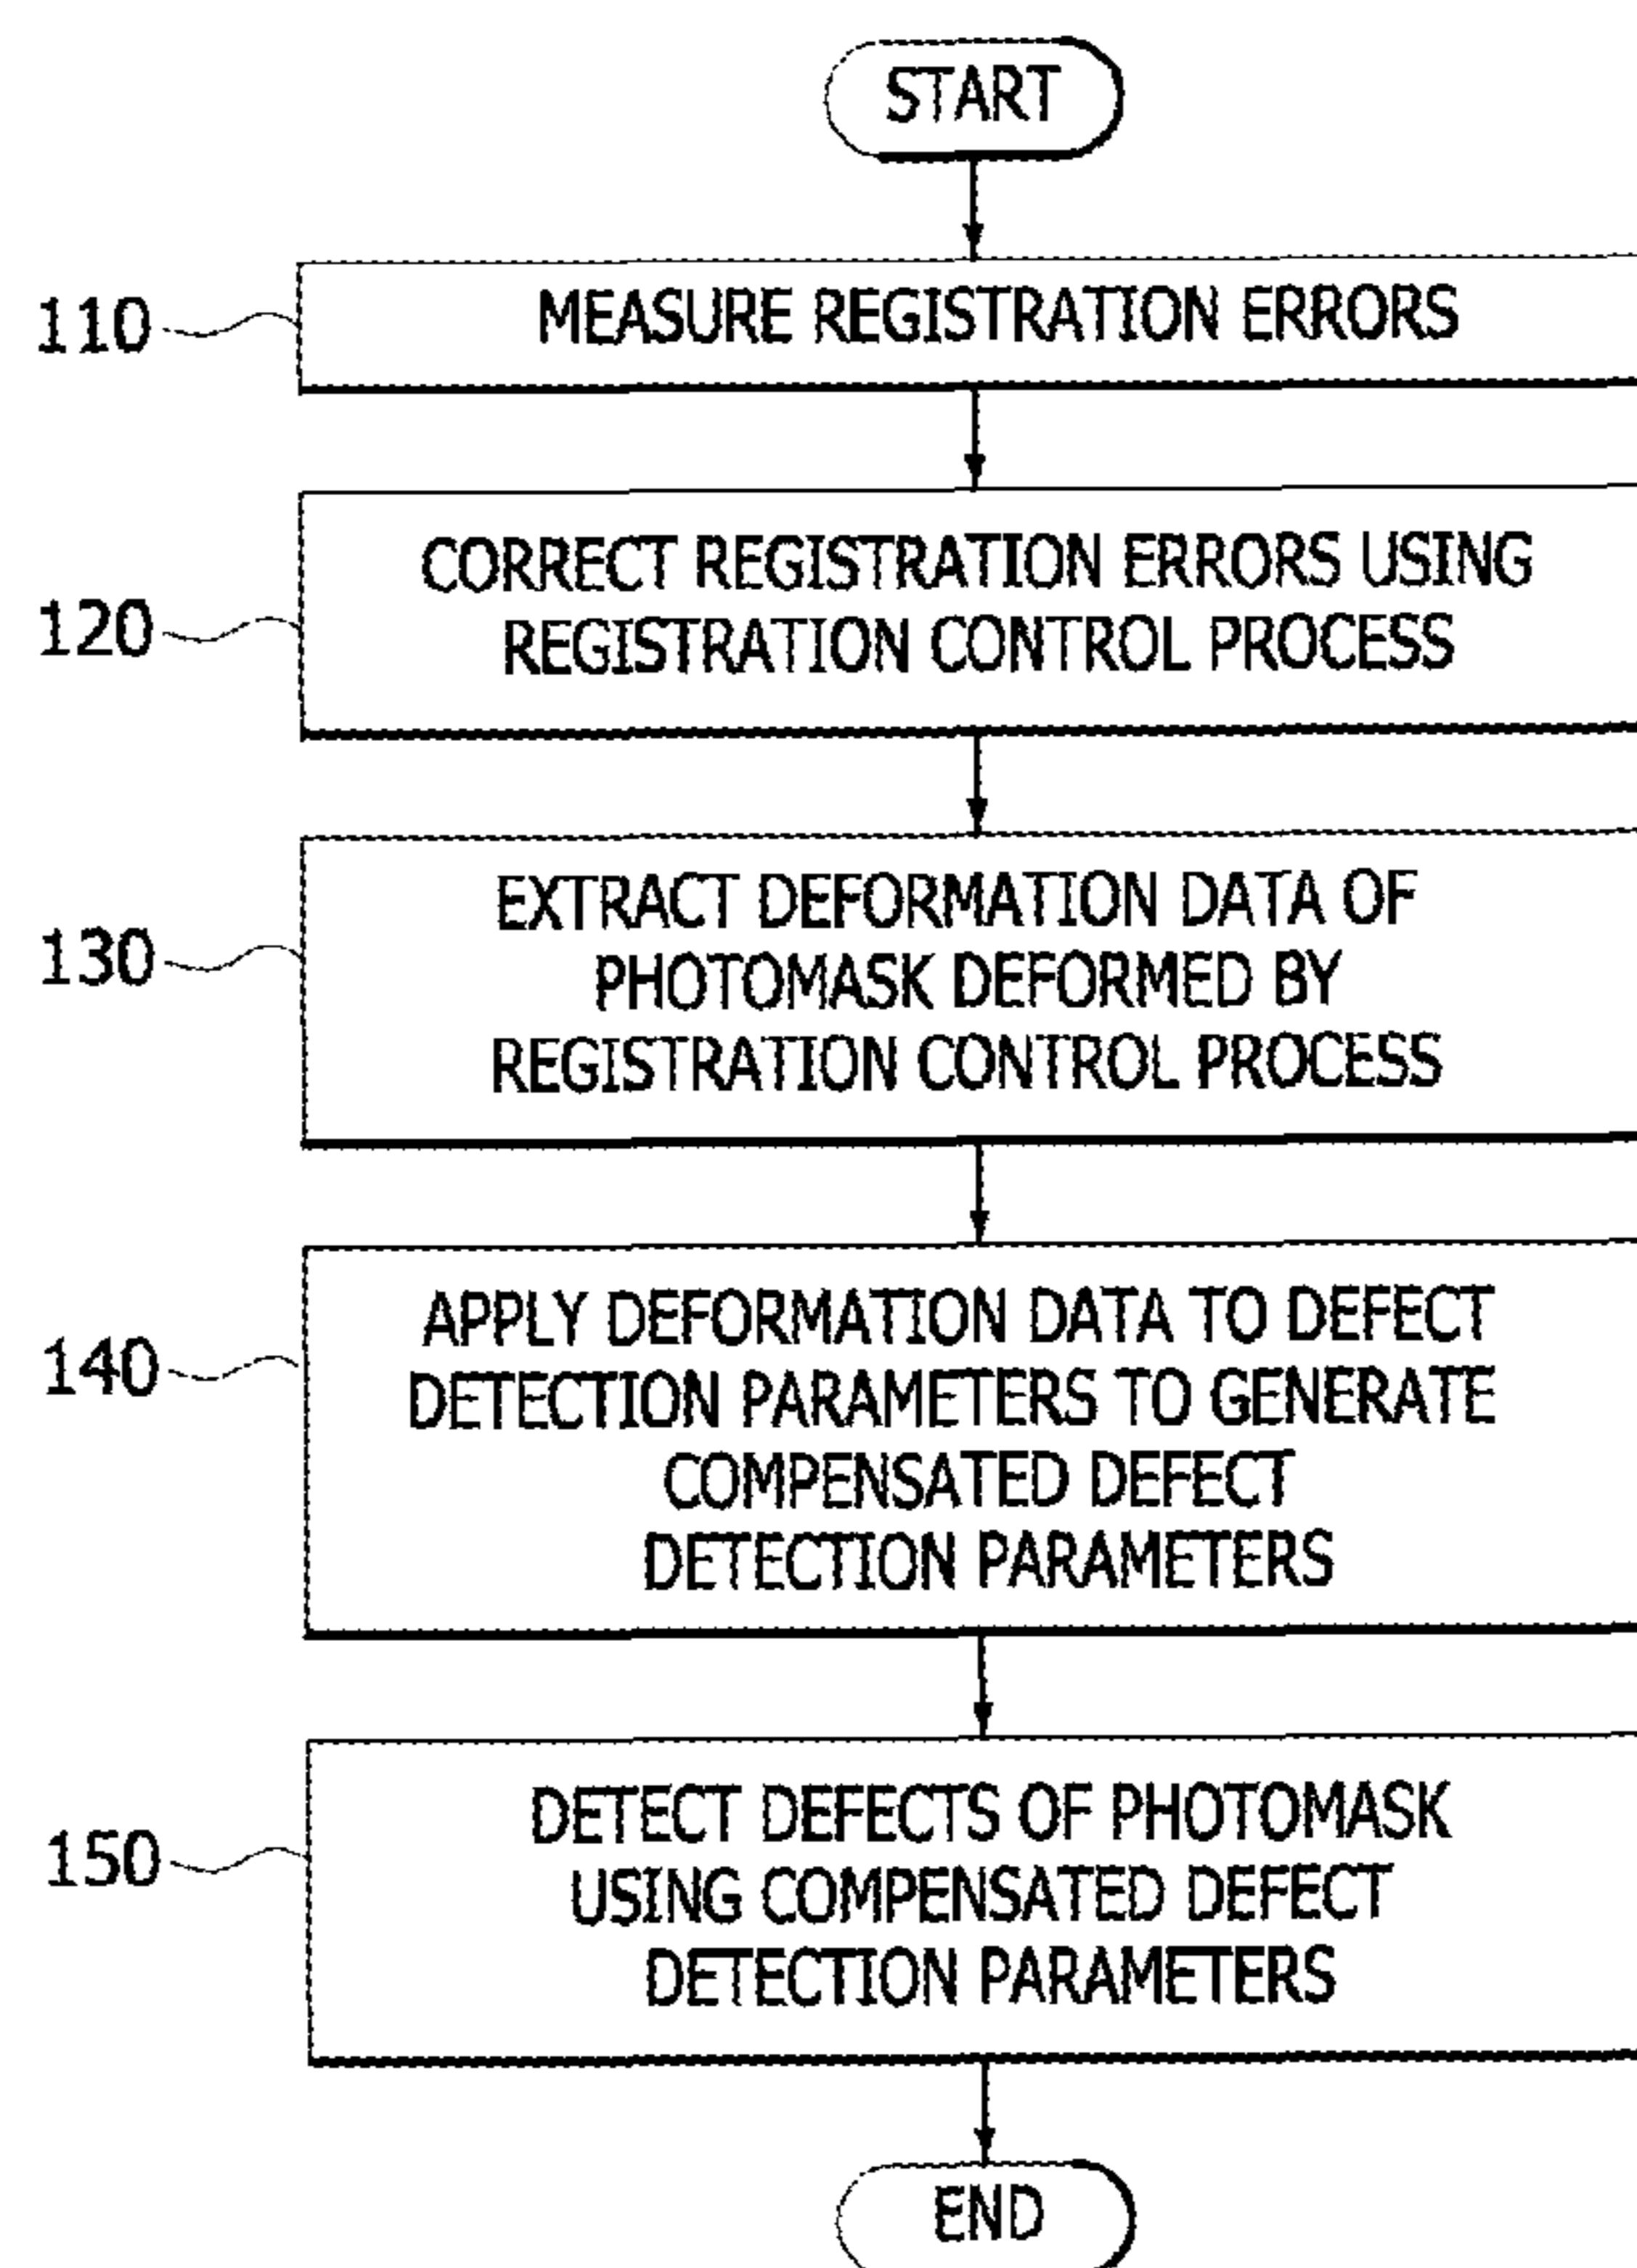 START
110
MEASURE REGISTRATION ERRORS
120
CORRECT REGISTRATION ERRORS USING
REGISTRATION CONTROL PROCESS
130
EXTRACT DEFORMATION DATA OF
PHOTOMASK DEFORMED BY
REGISTRATION CONTROL PROCESS
140
APPLY DEFORMATION DATA TO DEFECT
DETECTION PARAMETERS TO GENERATE
COMPENSATED DEFECT
DETECTION PARAMETERS
150
DETECT DEFECTS OF PHOTOMASK
USING COMPENSATED DEFECT
DETECTION PARAMETERS
END